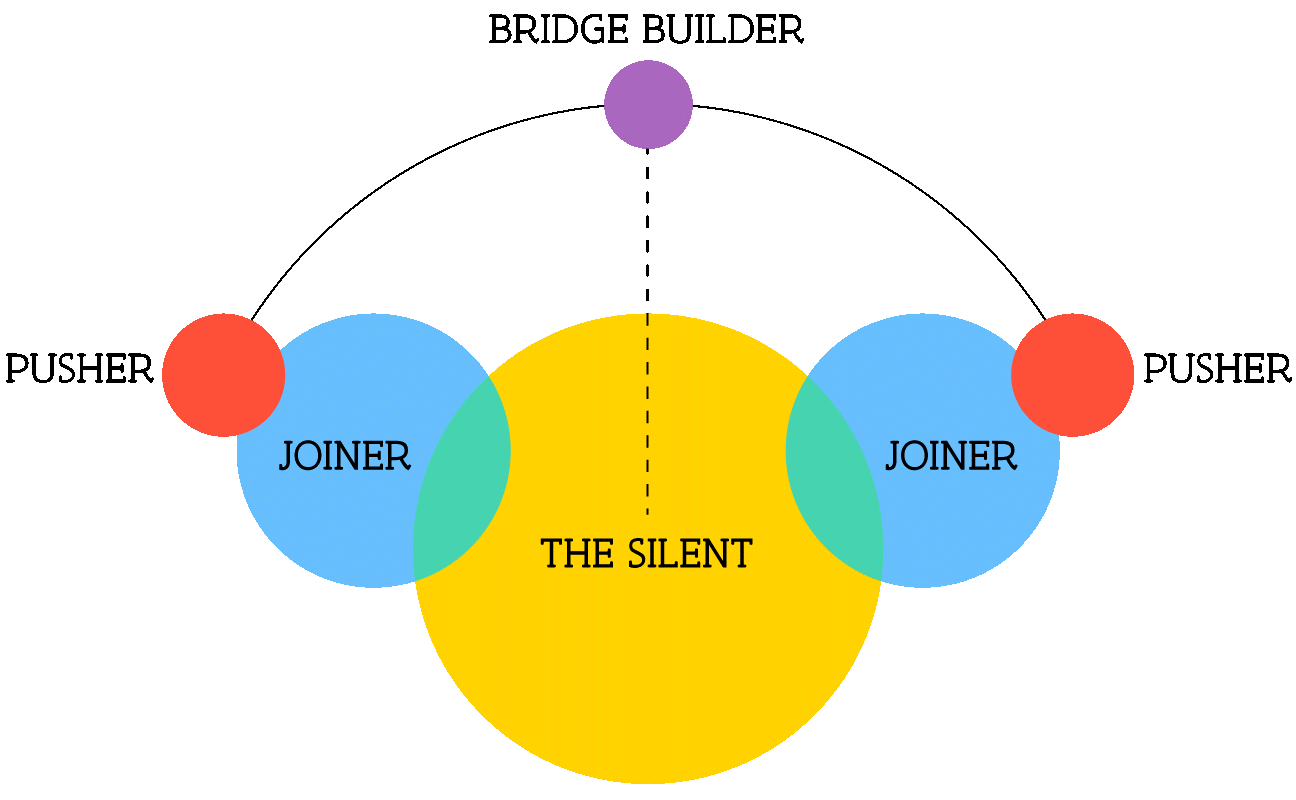 BRIDGE BUILDER
PUSHER
PUSHER
JOINER
JOINER
THE SILENT